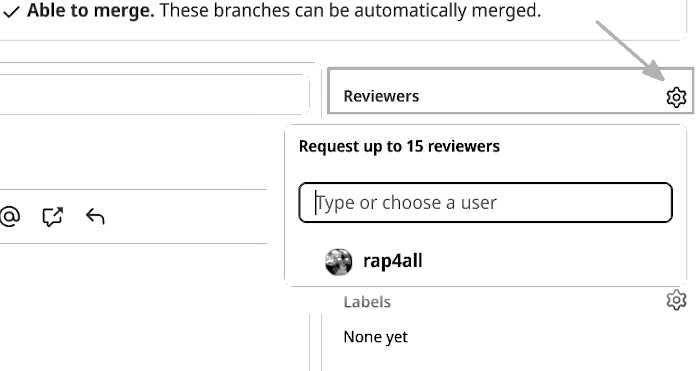 Able to merge. These branches can be automatically merged.
Reviewers
Request up to 15 reviewers
Type or choose a user
rap4all
Labels
None yet